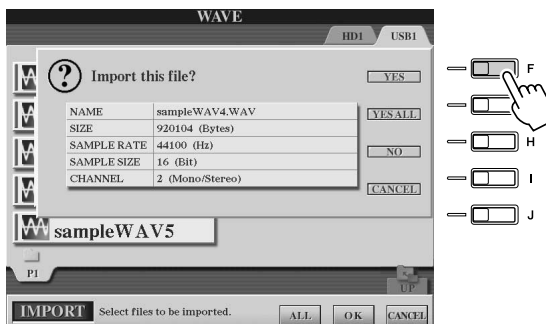 WAVE
HD1 USB1
Import this file?
YES
NAME sampleWAV4.WAV
SIZE 920104 (Bytes)
YES ALL
SAMPLE RATE 44100 (Hz)
SAMPLE SIZE 16 (Bit)
NO
CHANNEL 2 (Mono/Stereo)
CANCEL
sampleWAV5
P1
UP
IMPORT Select files to be imported.
ALL OK CANCEL
F
H
I
J